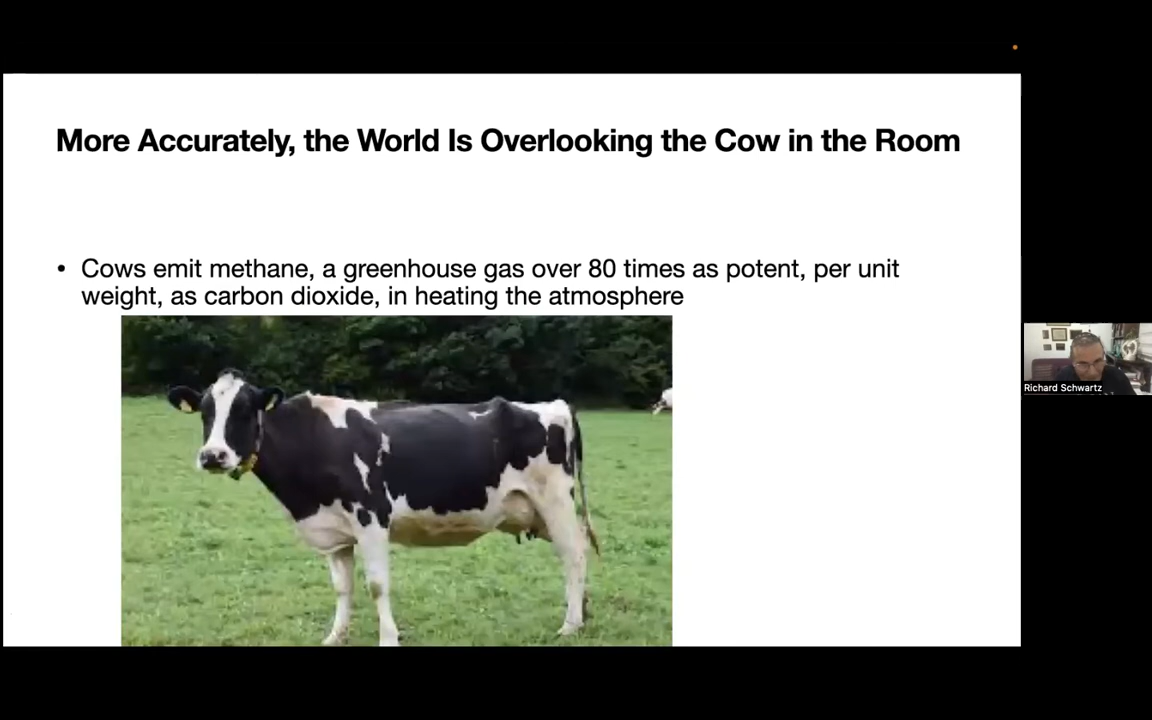 More Accurately, the World Is Overlooking the Cow in the Room
• Cows emit methane, a greenhouse gas over 80 times as potent, per unit
weight, as carbon dioxide, in heating the atmosphere
Richard Schwartz